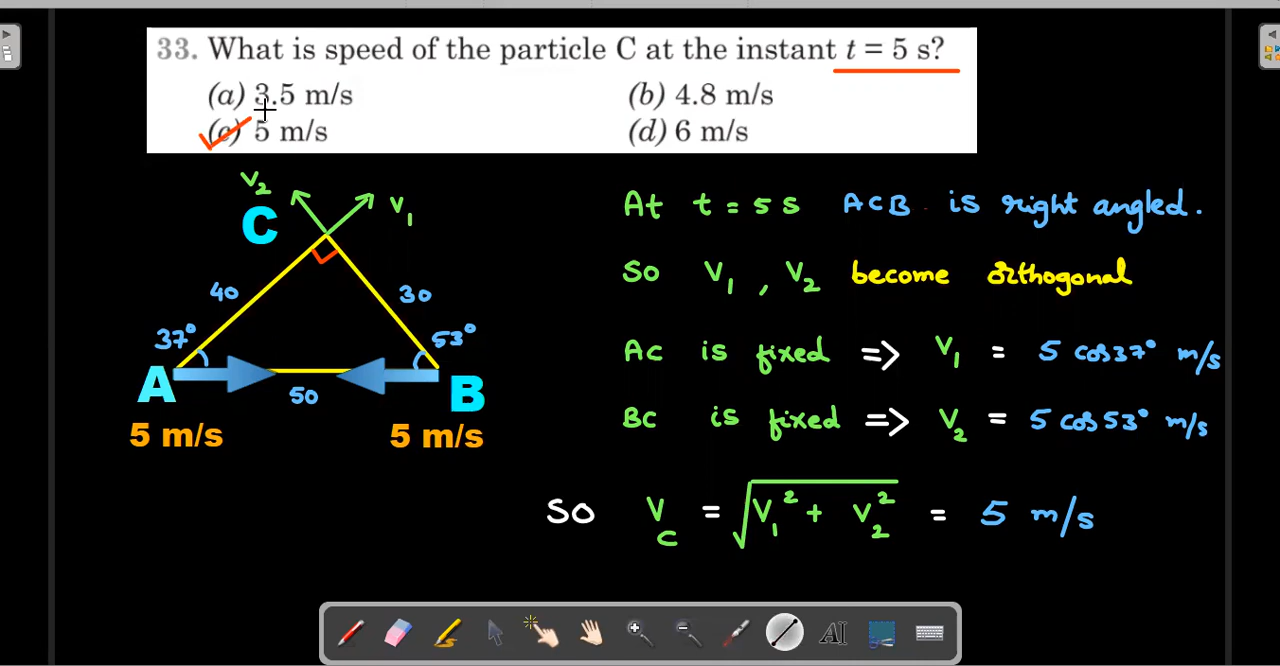 33. What is speed of the particle C at the instant t = 5 s?
(a) 3.5 m/s (b) 4.8 m/s
(c) 5 m/s (d) 6 m/s
V2
V1
C
40
30
37°
53°
A
B
50
5 m/s
5 m/s
At t = 5 s ACB is right angled.
So V1 , V2 become orthogonal
AC is fixed => V1 = 5 cos37° m/s
BC is fixed => V2 = 5 cos53° m/s
So VC = √V1² + V2² = 5 m/s
AI